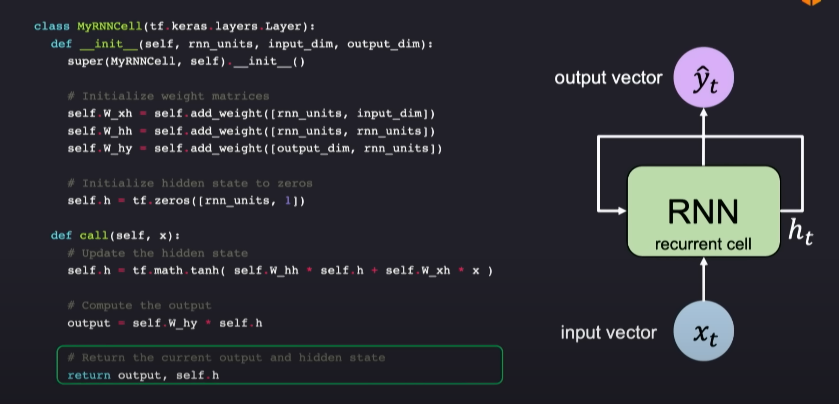 class MyRNNCell(tf.keras.layers.Layer):
def __init__(self, rnn_units, input_dim, output_dim):
super(MyRNNCell, self).__init__()
# Initialize weight matrices
self.W_xh = self.add_weight([rnn_units, input_dim])
self.W_hh = self.add_weight([rnn_units, rnn_units])
self.W_hy = self.add_weight([output_dim, rnn_units])
# Initialize hidden state to zeros
self.h = tf.zeros([rnn_units, 1])
def call(self, x):
# Update the hidden state
self.h = tf.math.tanh( self.W_hh * self.h + self.W_xh * x )
# Compute the output
output = self.W_hy * self.h
# Return the current output and hidden state
return output, self.h
output vector
ŷₜ
RNN
recurrent cell
hₜ
input vector
xₜ